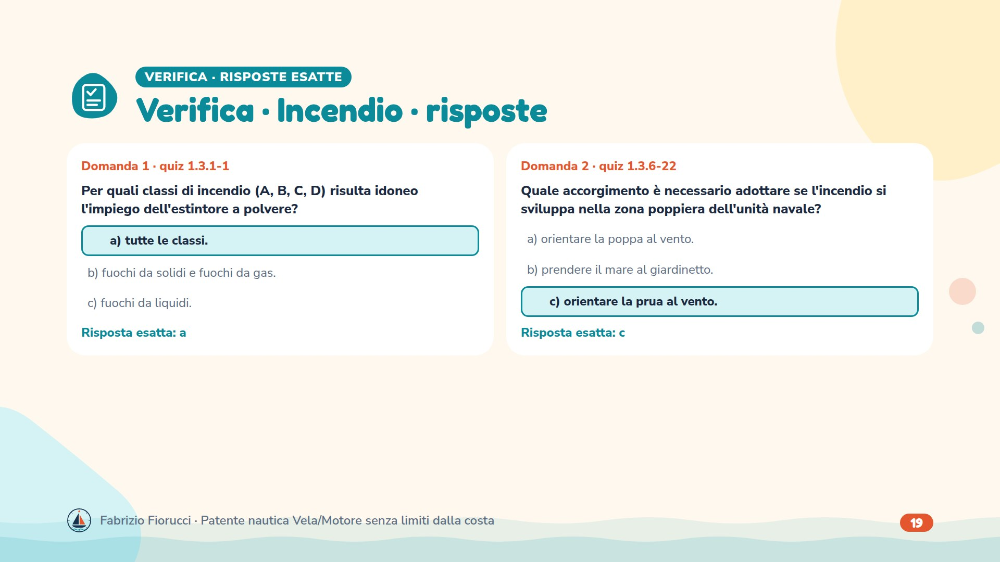 VERIFICA · RISPOSTE ESATTE
Verifica · Incendio · risposte
Domanda 1 · quiz 1.3.1-1
Per quali classi di incendio (A, B, C, D) risulta idoneo
l'impiego dell'estintore a polvere?
a) tutte le classi.
b) fuochi da solidi e fuochi da gas.
c) fuochi da liquidi.
Risposta esatta: a
Domanda 2 · quiz 1.3.6-22
Quale accorgimento è necessario adottare se l'incendio si
sviluppa nella zona poppiera dell'unità navale?
a) orientare la poppa al vento.
b) prendere il mare al giardinetto.
c) orientare la prua al vento.
Risposta esatta: c
Fabrizio Fiorucci · Patente nautica Vela/Motore senza limiti dalla costa
19